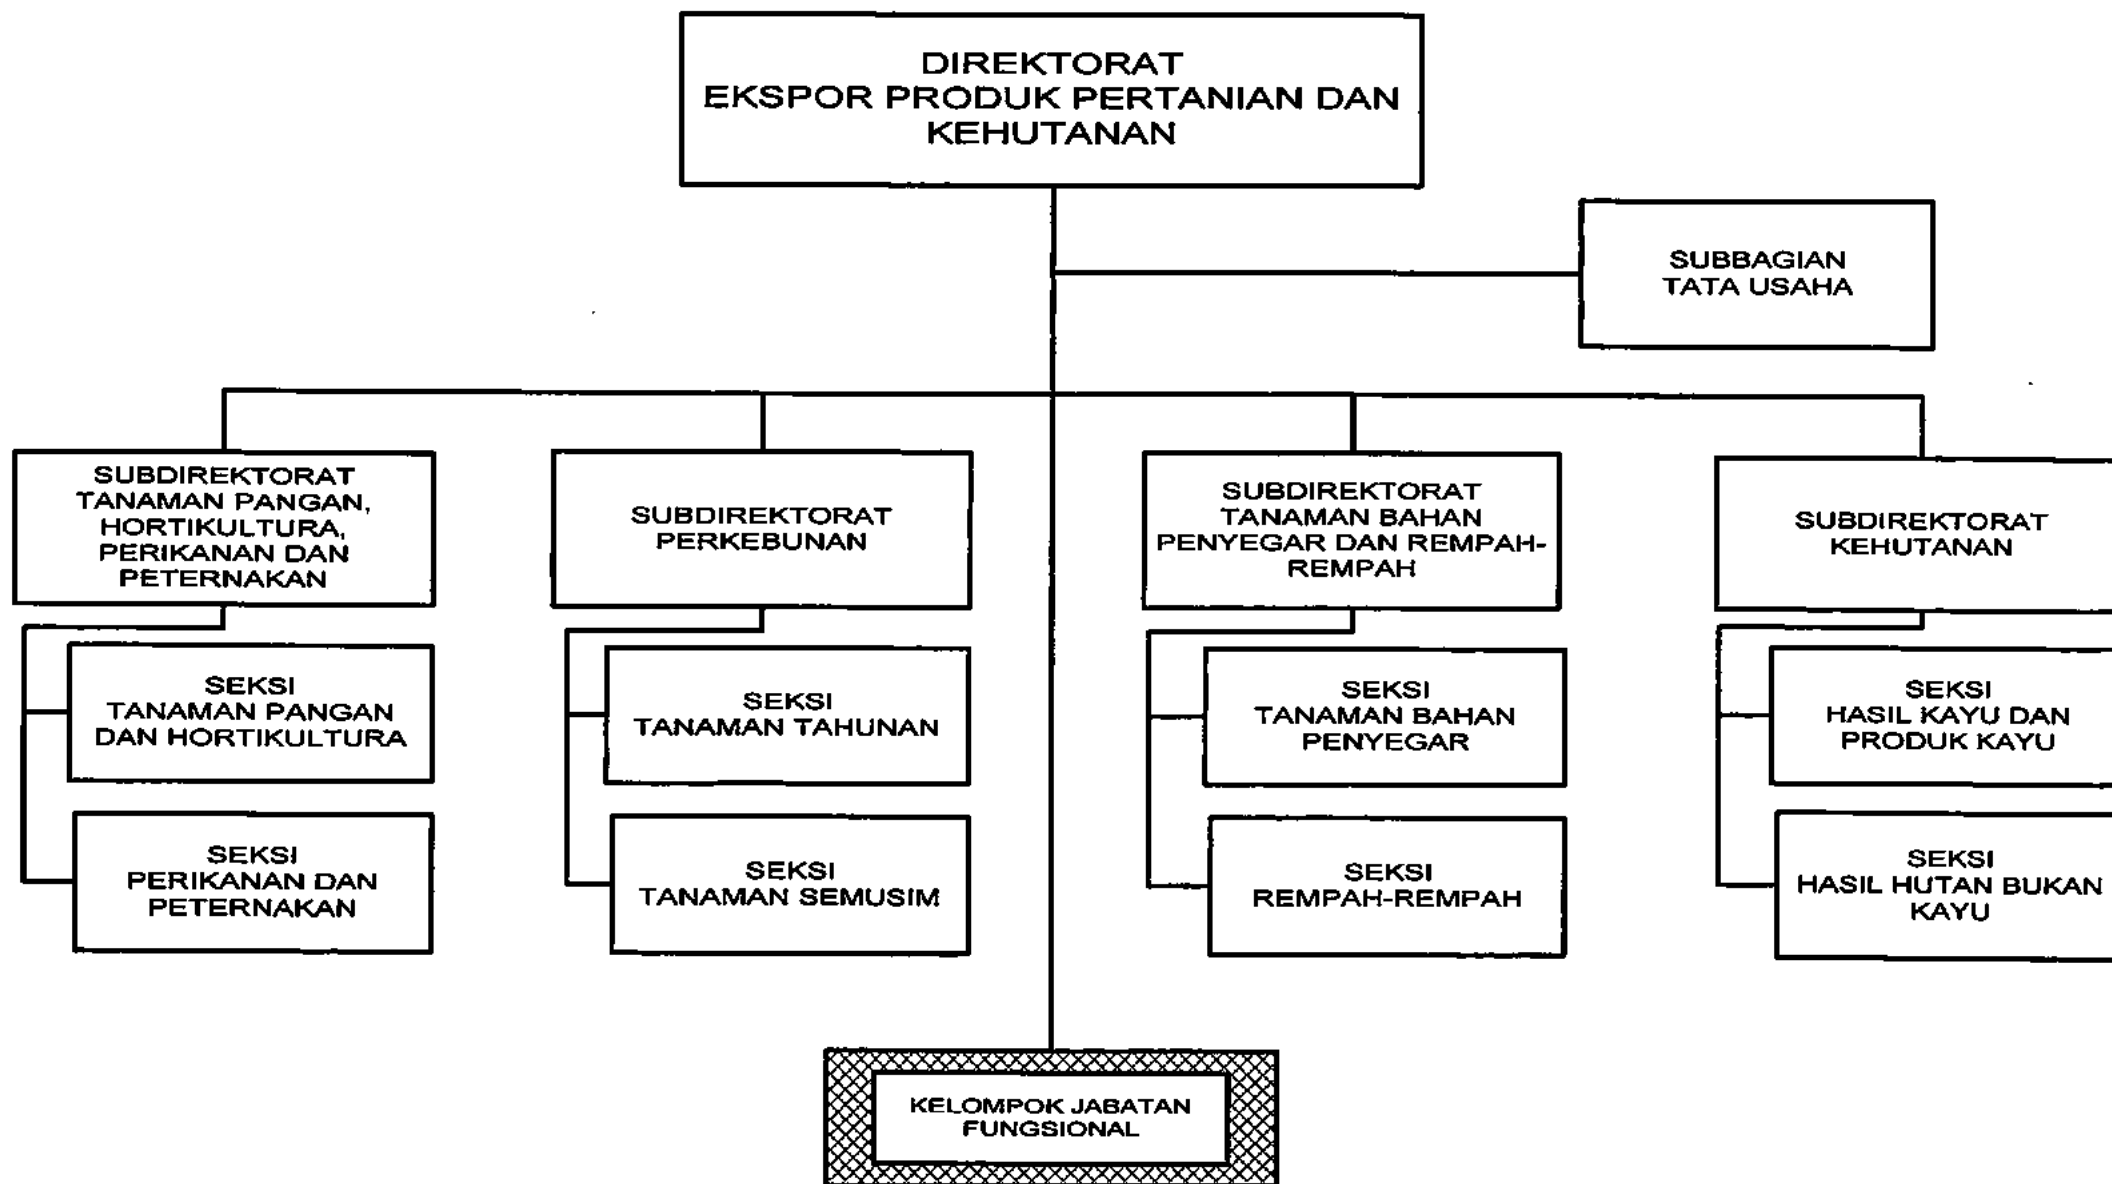 DIREKTORAT
EKSPOR PRODUK PERTANIAN DAN
KEHUTANAN
SUBBAGIAN
TATA USAHA
SUBDIREKTORAT
TANAMAN PANGAN,
HORTIKULTURA,
PERIKANAN DAN
PETERNAKAN
SUBDIREKTORAT
PERKEBUNAN
SUBDIREKTORAT
TANAMAN BAHAN
PENYEGAR DAN REMPAH-
REMPAH
SUBDIREKTORAT
KEHUTANAN
SEKSI
TANAMAN PANGAN
DAN HORTIKULTURA
SEKSI
TANAMAN TAHUNAN
SEKSI
TANAMAN BAHAN
PENYEGAR
SEKSI
HASIL KAYU DAN
PRODUK KAYU
SEKSI
PERIKANAN DAN
PETERNAKAN
SEKSI
TANAMAN SEMUSIM
SEKSI
REMPAH-REMPAH
SEKSI
HASIL HUTAN BUKAN
KAYU
KELOMPOK JABATAN
FUNGSIONAL